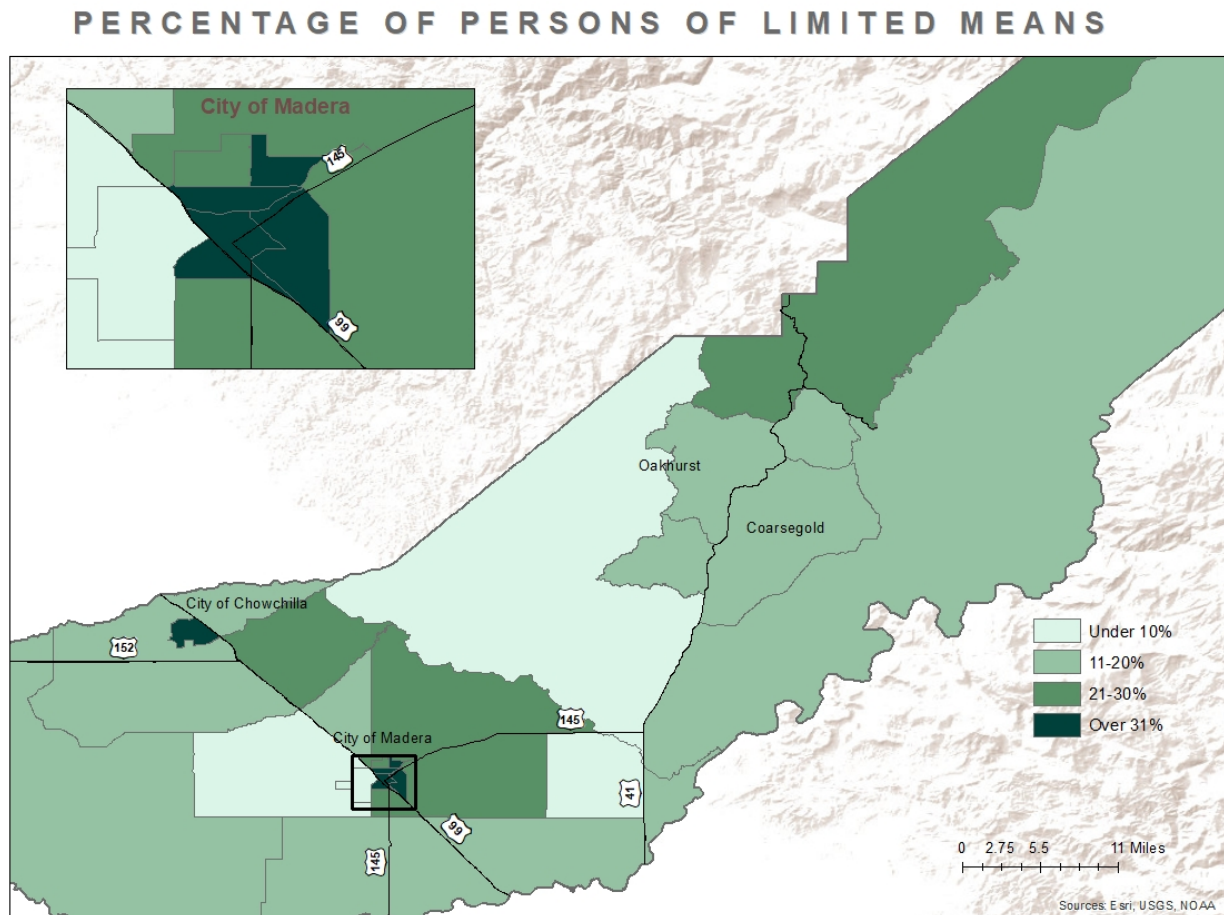 PERCENTAGE OF PERSONS OF LIMITED MEANS
City of Madera
145
99
Oakhurst
Coarsegold
City of Chowchilla
152
Under 10%
11-20%
21-30%
Over 31%
145
City of Madera
41
99
145
0 2.75 5.5 11 Miles
Sources: Esri, USGS, NOAA